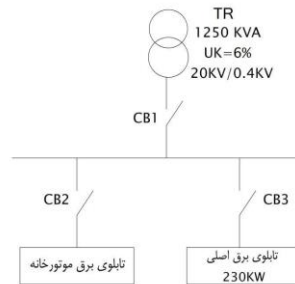 TR
1250 KVA
UK=6%
20KV/0.4KV
CB1
CB2
CB3
تابلوی برق موتورخانه
تابلوی برق اصلی
230KW